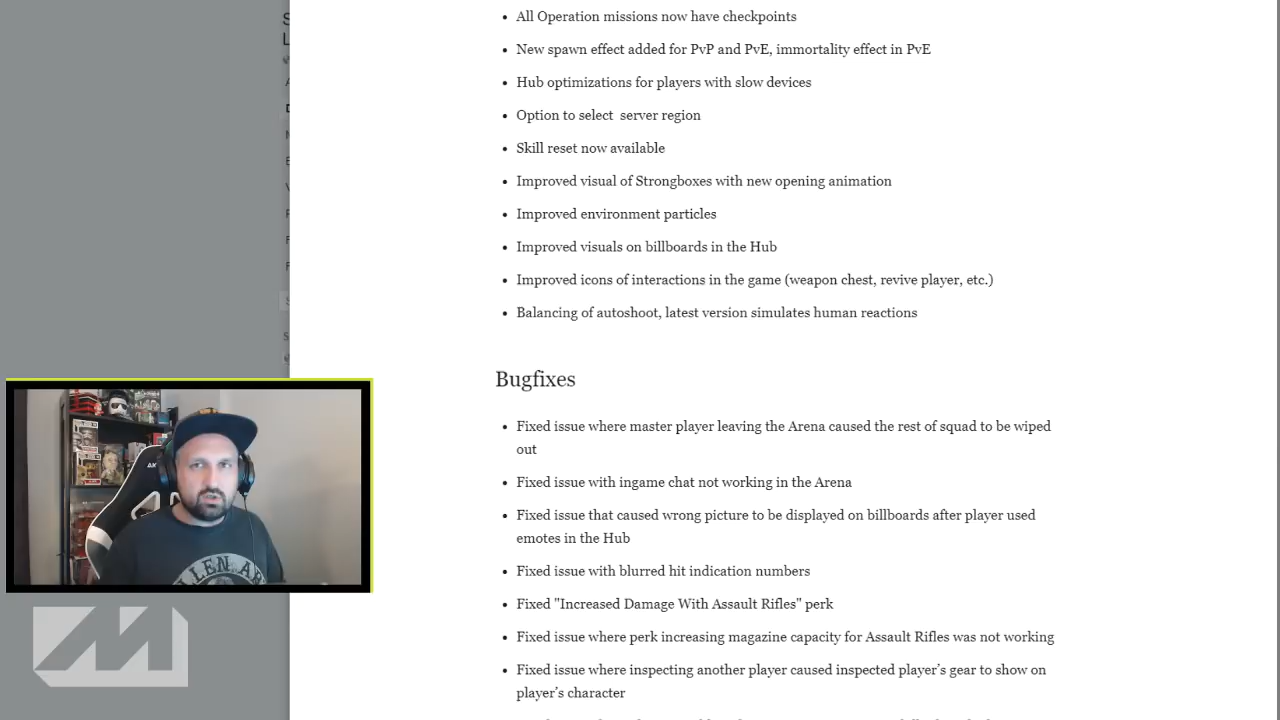 All Operation missions now have checkpoints
New spawn effect added for PvP and PvE, immortality effect in PvE
Hub optimizations for players with slow devices
Option to select server region
Skill reset now available
Improved visual of Strongboxes with new opening animation
Improved environment particles
Improved visuals on billboards in the Hub
Improved icons of interactions in the game (weapon chest, revive player, etc.)
Balancing of autoshoot, latest version simulates human reactions
Bugfixes
Fixed issue where master player leaving the Arena caused the rest of squad to be wiped
out
Fixed issue with ingame chat not working in the Arena
Fixed issue that caused wrong picture to be displayed on billboards after player used
emotes in the Hub
Fixed issue with blurred hit indication numbers
Fixed "Increased Damage With Assault Rifles" perk
Fixed issue where perk increasing magazine capacity for Assault Rifles was not working
Fixed issue where inspecting another player caused inspected player’s gear to show on
player’s character